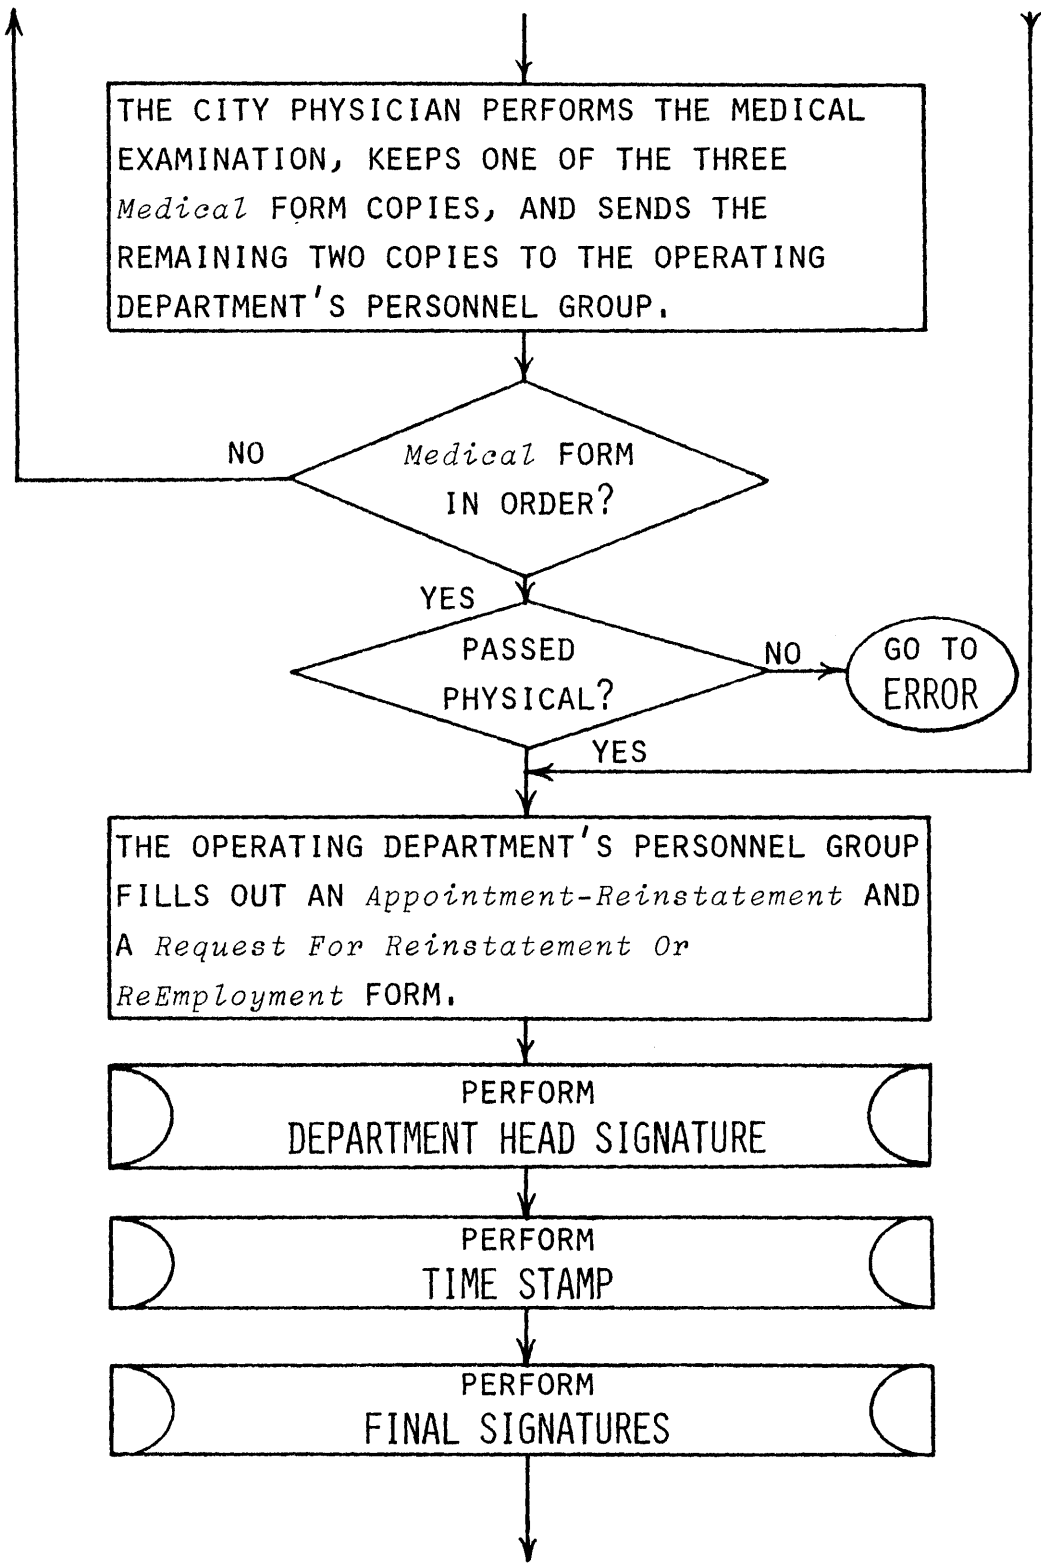 THE CITY PHYSICIAN PERFORMS THE MEDICAL
EXAMINATION, KEEPS ONE OF THE THREE
Medical FORM COPIES, AND SENDS THE
REMAINING TWO COPIES TO THE OPERATING
DEPARTMENT'S PERSONNEL GROUP.
NO
Medical FORM
IN ORDER?
YES
PASSED
PHYSICAL?
NO
GO TO
ERROR
YES
THE OPERATING DEPARTMENT'S PERSONNEL GROUP
FILLS OUT AN Appointment-Reinstatement AND
A Request For Reinstatement Or
ReEmployment FORM.
PERFORM
DEPARTMENT HEAD SIGNATURE
PERFORM
TIME STAMP
PERFORM
FINAL SIGNATURES